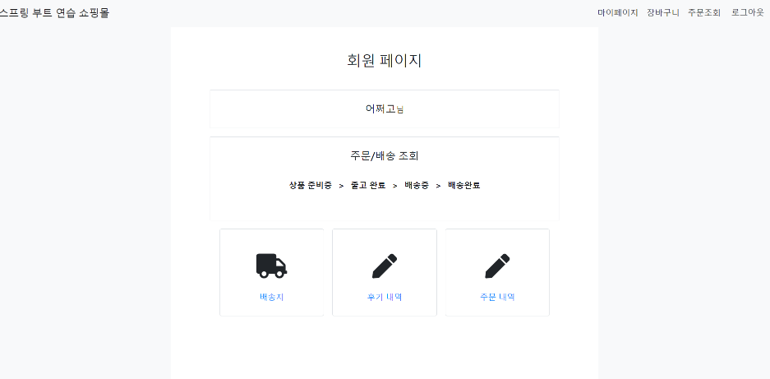 스프링 부트 연습 쇼핑몰
마이페이지 장바구니 주문조회 로그아웃
회원 페이지
어쩌고님
주문/배송 조회
상품 준비중 > 출고 완료 > 배송중 > 배송완료
배송지 후기 내역 주문 내역